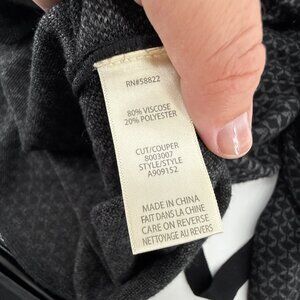 RN#58822
80% VISCOSE
20% POLYESTER
CUT/COUPER
8003007
STYLE/STYLE
A909152
MADE IN CHINA
FAIT DANS LA CHINE
CARE ON REVERSE
NETTOYAGE AU REVERS